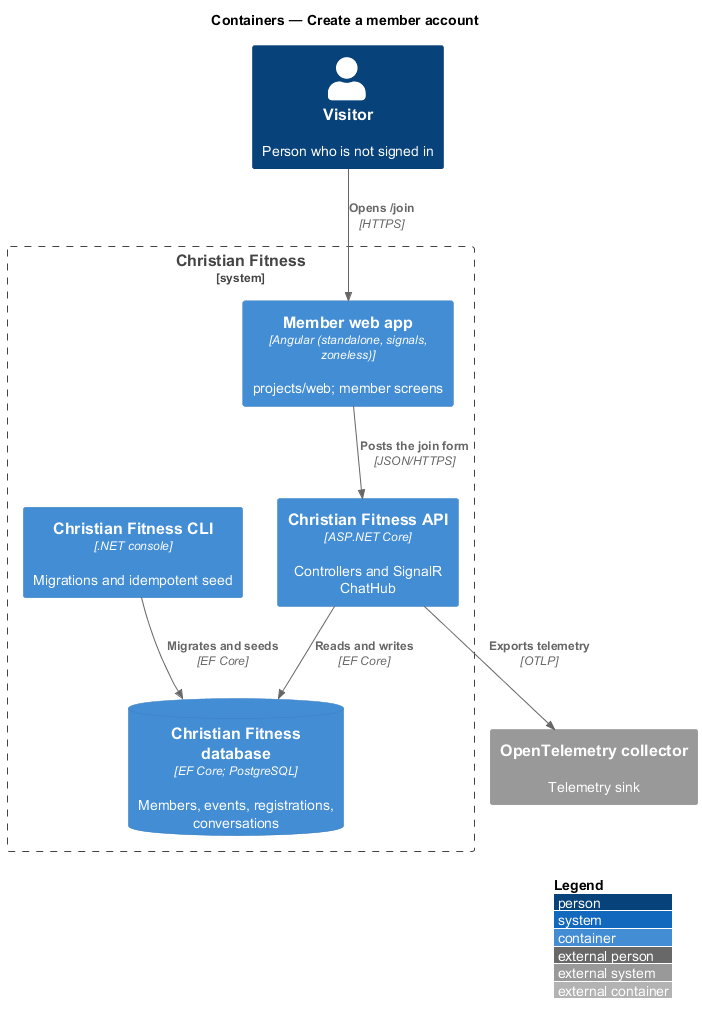 Containers — Create a member account
Visitor
Person who is not signed in
Opens /join
[HTTPS]
Christian Fitness
[system]
Member web app
[Angular (standalone, signals,
zoneless)]
projects/web; member screens
Posts the join form
[JSON/HTTPS]
Christian Fitness CLI
[.NET console]
Migrations and idempotent seed
Christian Fitness API
[ASP.NET Core]
Controllers and SignalR
ChatHub
Migrates and seeds
[EF Core]
Reads and writes
[EF Core]
Exports telemetry
[OTLP]
Christian Fitness
database
[EF Core; PostgreSQL]
Members, events, registrations,
conversations
OpenTelemetry collector
Telemetry sink
Legend
person
system
container
external person
external system
external container